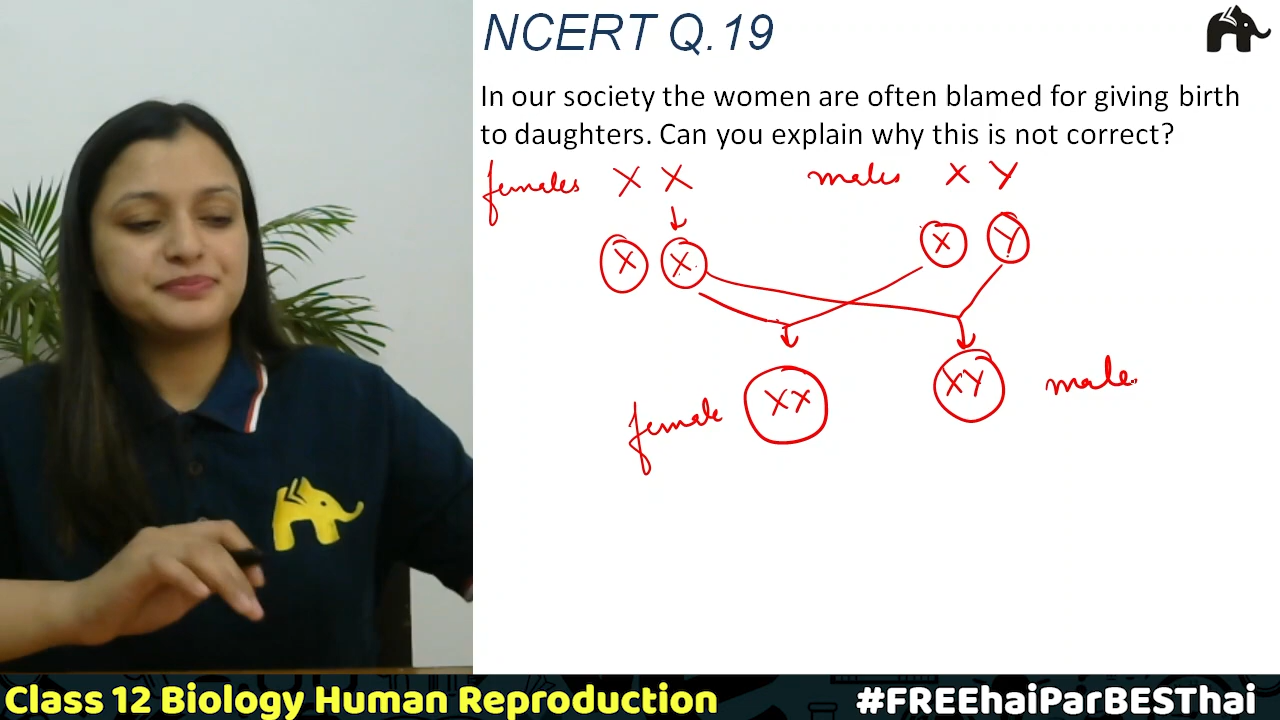 NCERT Q.19
In our society the women are often blamed for giving birth
to daughters. Can you explain why this is not correct?
females X X males X Y
X X X Y
female XX XY male
Class 12 Biology Human Reproduction #FREEhaiParBESThai